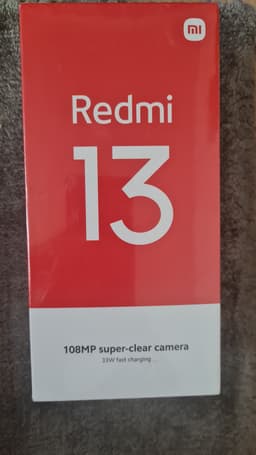 mi
Redmi
13
108MP super-clear camera
33W fast charging